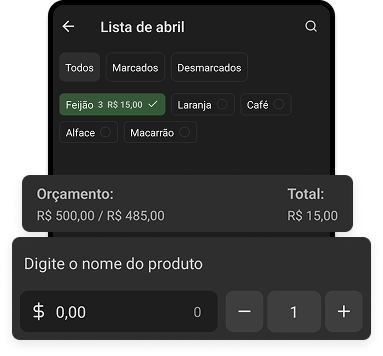 Lista de abril
Todos Marcados Desmarcados
Feijão 3 R$ 15,00 Laranja Café
Alface Macarrão
Orçamento: Total:
R$ 500,00 / R$ 485,00 R$ 15,00
Digite o nome do produto
$ 0,00 0 − 1 +